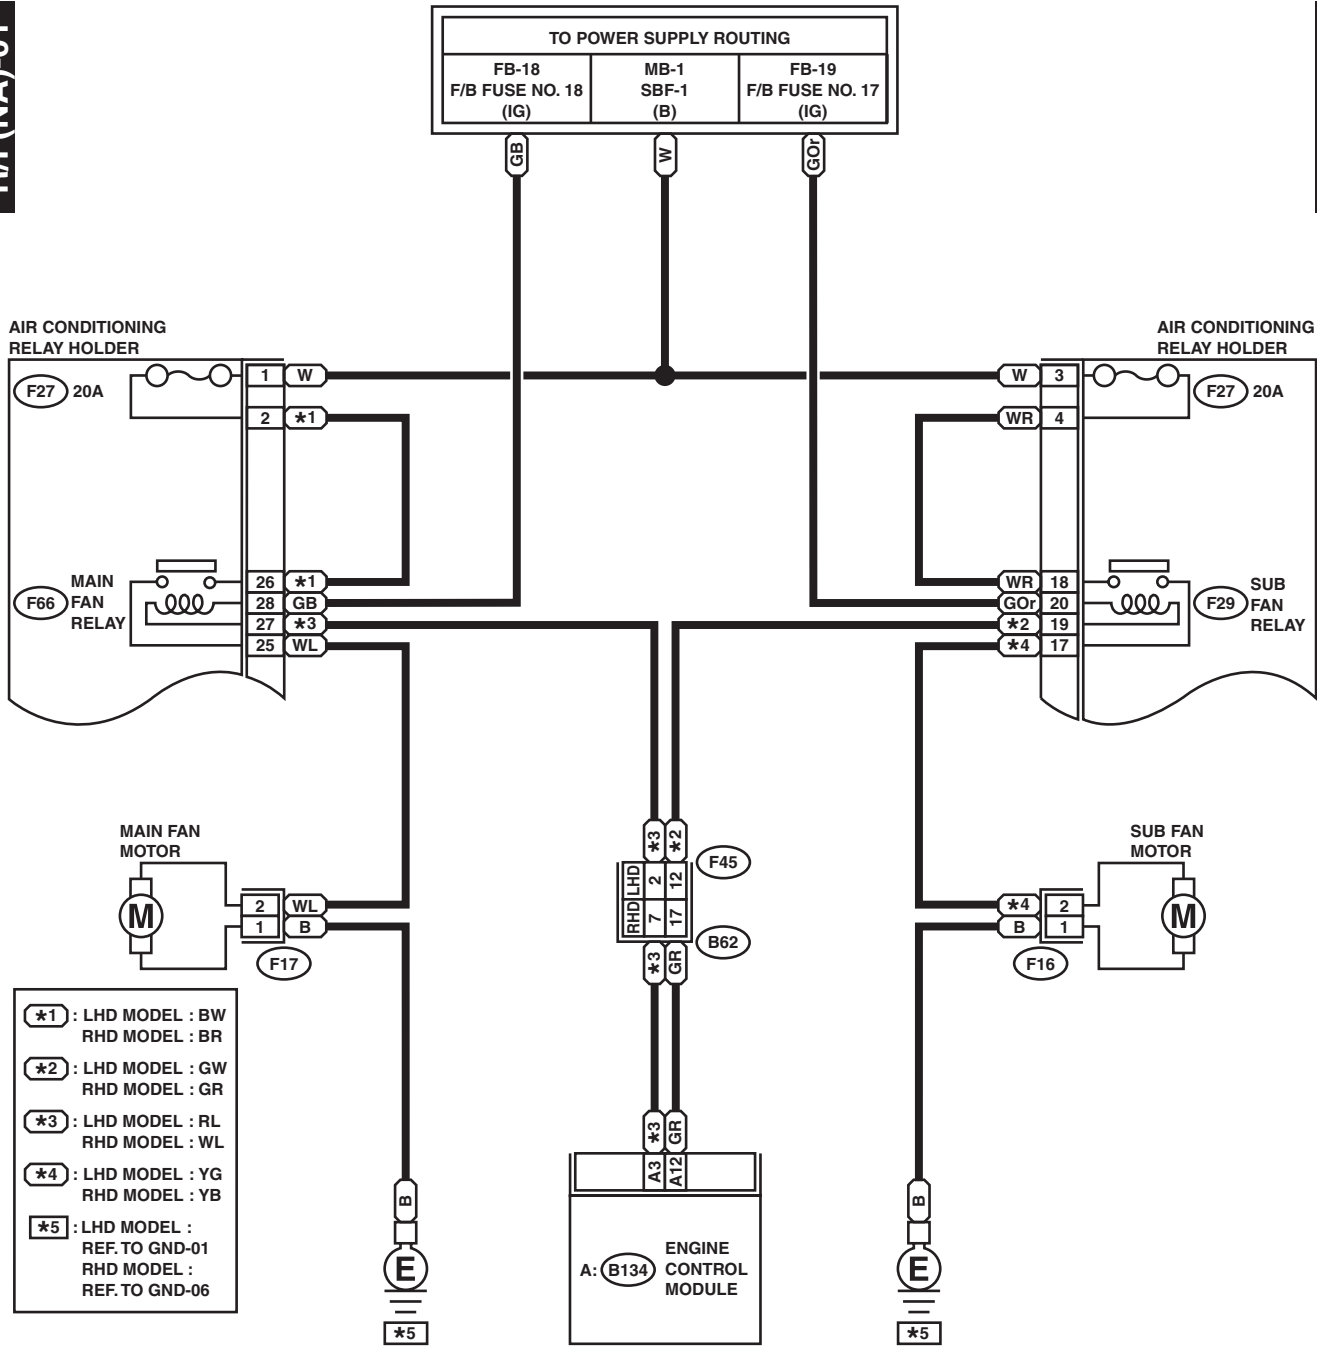 TO POWER SUPPLY ROUTING
FB-18
F/B FUSE NO. 18
(IG)
MB-1
SBF-1
(B)
FB-19
F/B FUSE NO. 17
(IG)
GB
W
GOr
AIR CONDITIONING
RELAY HOLDER
F27 20A
1 W
2 *1
MAIN
FAN
RELAY
F66
26 *1
28 GB
27 *3
25 WL
AIR CONDITIONING
RELAY HOLDER
W 3
F27 20A
WR 4
WR 18
GOr 20
*2 19
*4 17
F29
SUB
FAN
RELAY
MAIN FAN
MOTOR
M
2 WL
1 B
F17
*3 *2
F45
LHD 2 12
RHD 7 17
B62
*3 GR
SUB FAN
MOTOR
*4 2
B 1
M
F16
*1 : LHD MODEL : BW
RHD MODEL : BR
*2 : LHD MODEL : GW
RHD MODEL : GR
*3 : LHD MODEL : RL
RHD MODEL : WL
*4 : LHD MODEL : YG
RHD MODEL : YB
*5 : LHD MODEL :
REF. TO GND-01
RHD MODEL :
REF. TO GND-06
B
E
*5
*3 GR
A3 A12
A: B134
ENGINE
CONTROL
MODULE
B
E
*5